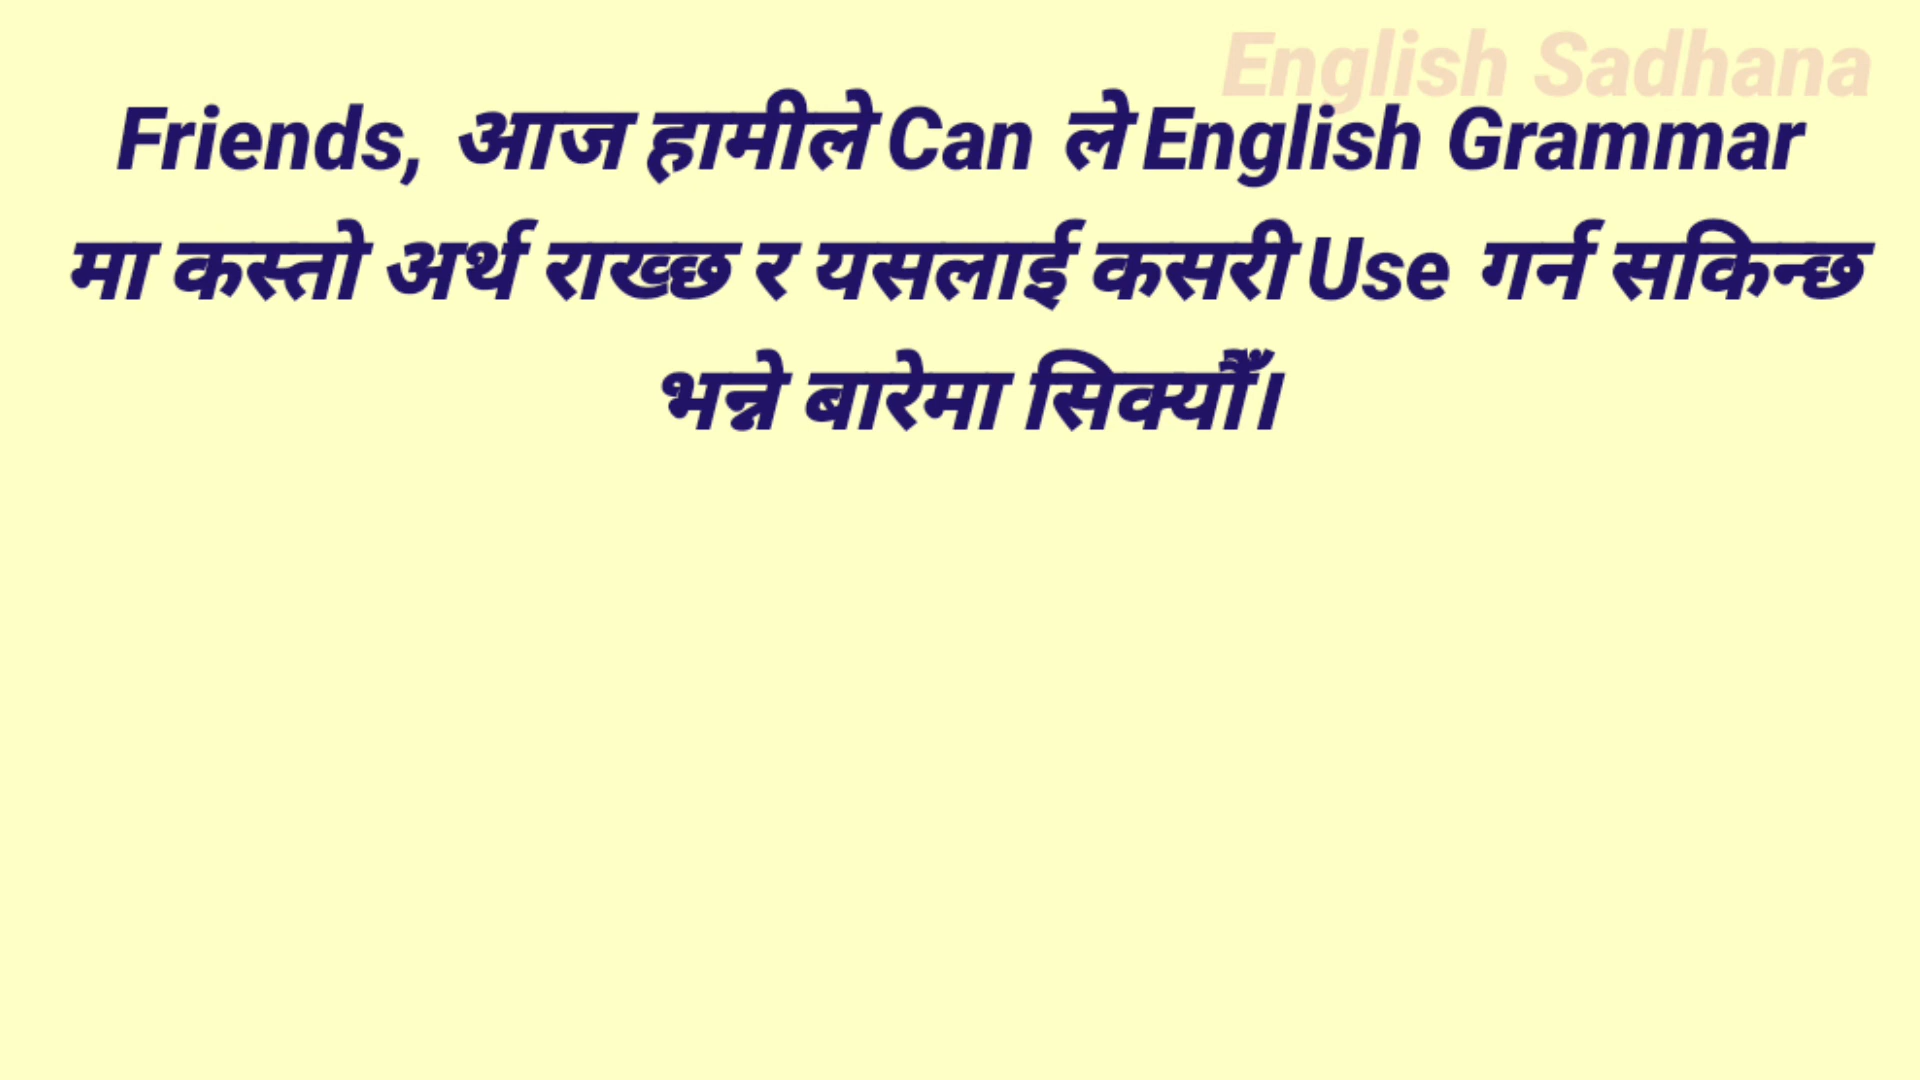 English Sadhana
Friends, आज हामीले Can ले English Grammar
मा कस्तो अर्थ राख्छ र यसलाई कसरी Use गर्न सकिन्छ
भन्ने बारेमा सिक्यौँ।